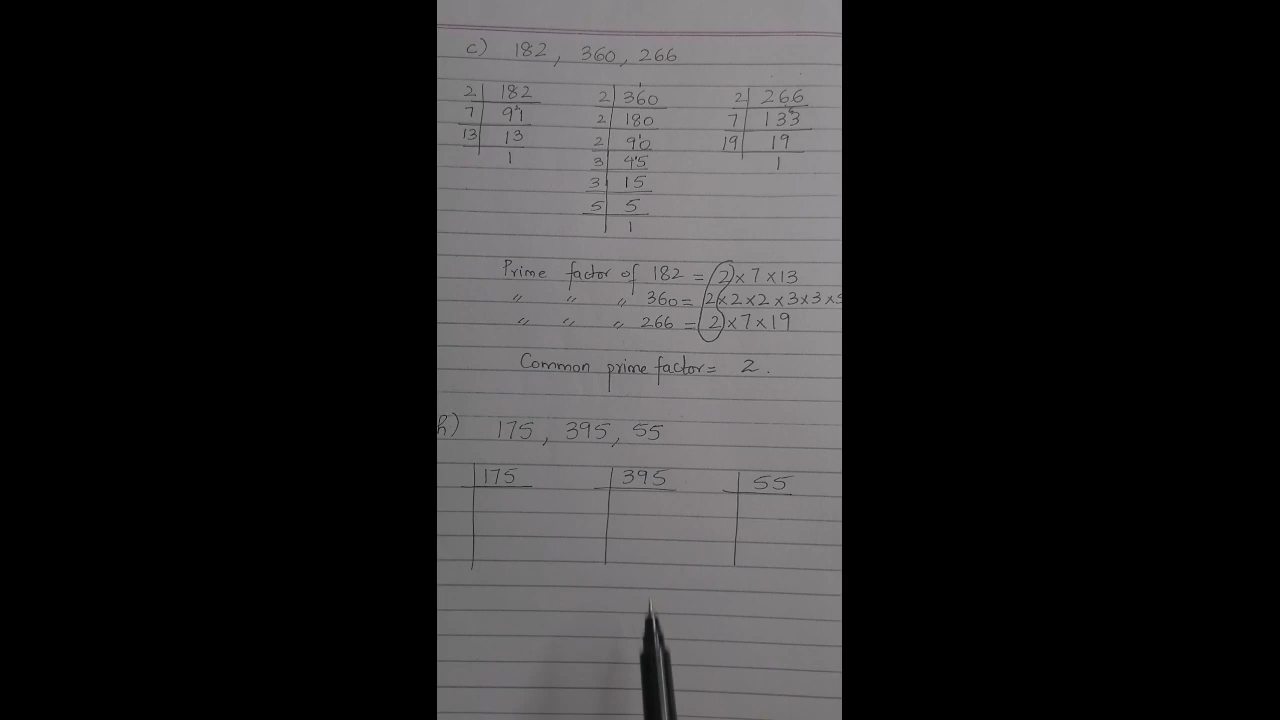 c) 182, 360, 266
2 182 2 360 2 266
7 91 2 180 7 133
13 13 2 90 19 19
1 3 45 1
3 15
5 5
1
Prime factor of 182 = 2 × 7 × 13
〃 〃 〃 360 = 2 × 2 × 2 × 3 × 3 × 5
〃 〃 〃 266 = 2 × 7 × 19
Common prime factor = 2.
h) 175, 395, 55
175 395 55